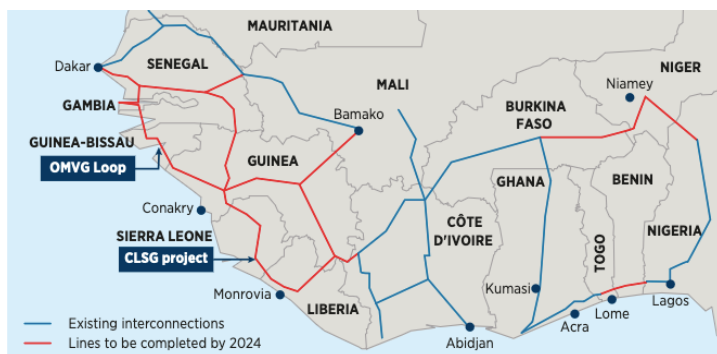 MAURITANIA
SENEGAL
Dakar
NIGER
MALI
Niamey
GAMBIA
Bamako
BURKINA
FASO
GUINEA-BISSAU
OMVG Loop
GUINEA
GHANA
BENIN
Conakry
CÔTE
D'IVOIRE
SIERRA LEONE
NIGERIA
CLSG project
TOGO
Monrovia
LIBERIA
Kumasi
Lagos
Lome
Acra
Abidjan
Existing interconnections
Lines to be completed by 2024